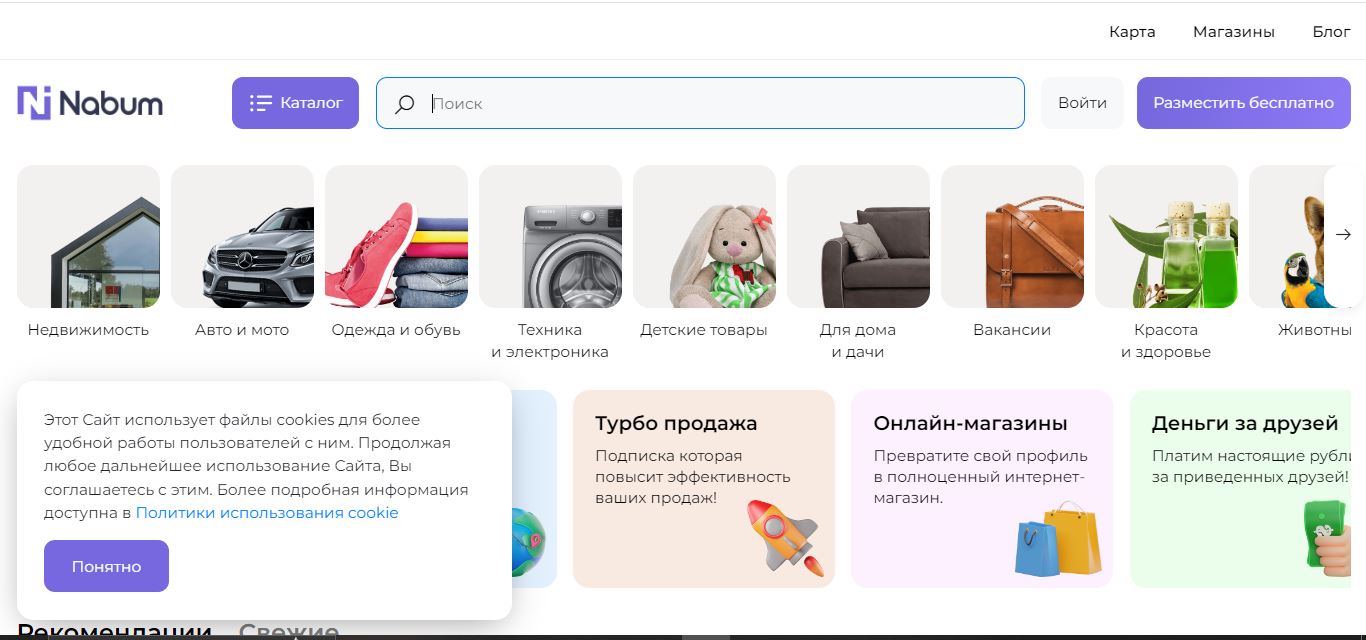 Карта Магазины Блог
Nabum Каталог Поиск Войти Разместить бесплатно
Недвижимость Авто и мото Одежда и обувь Техника Детские товары Для дома Вакансии Красота Животны
и электроника и дачи и здоровье
Этот Сайт использует файлы cookies для более
удобной работы пользователей с ним. Продолжая
любое дальнейшее использование Сайта, Вы
соглашаетесь с этим. Более подробная информация
доступна в Политики использования cookie
Понятно
Турбо продажа
Подписка которая
повысит эффективность
ваших продаж!
Онлайн-магазины
Превратите свой профиль
в полноценный интернет-
магазин.
Деньги за друзей
Платим настоящие рубли
за приведенных друзей!
Рекомендации Свежие